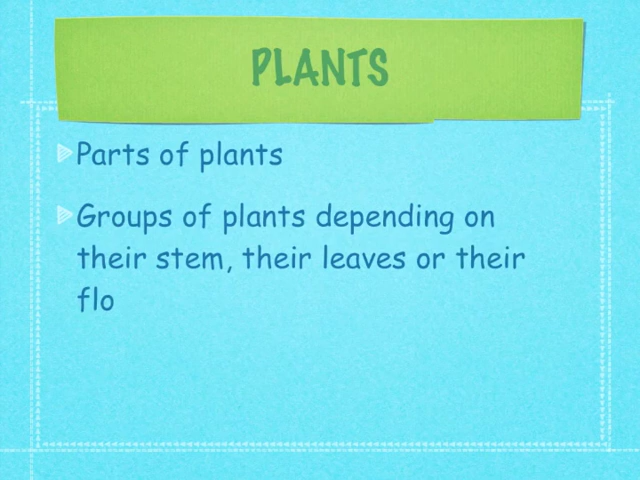 PLANTS
Parts of plants
Groups of plants depending on
their stem, their leaves or their
flo